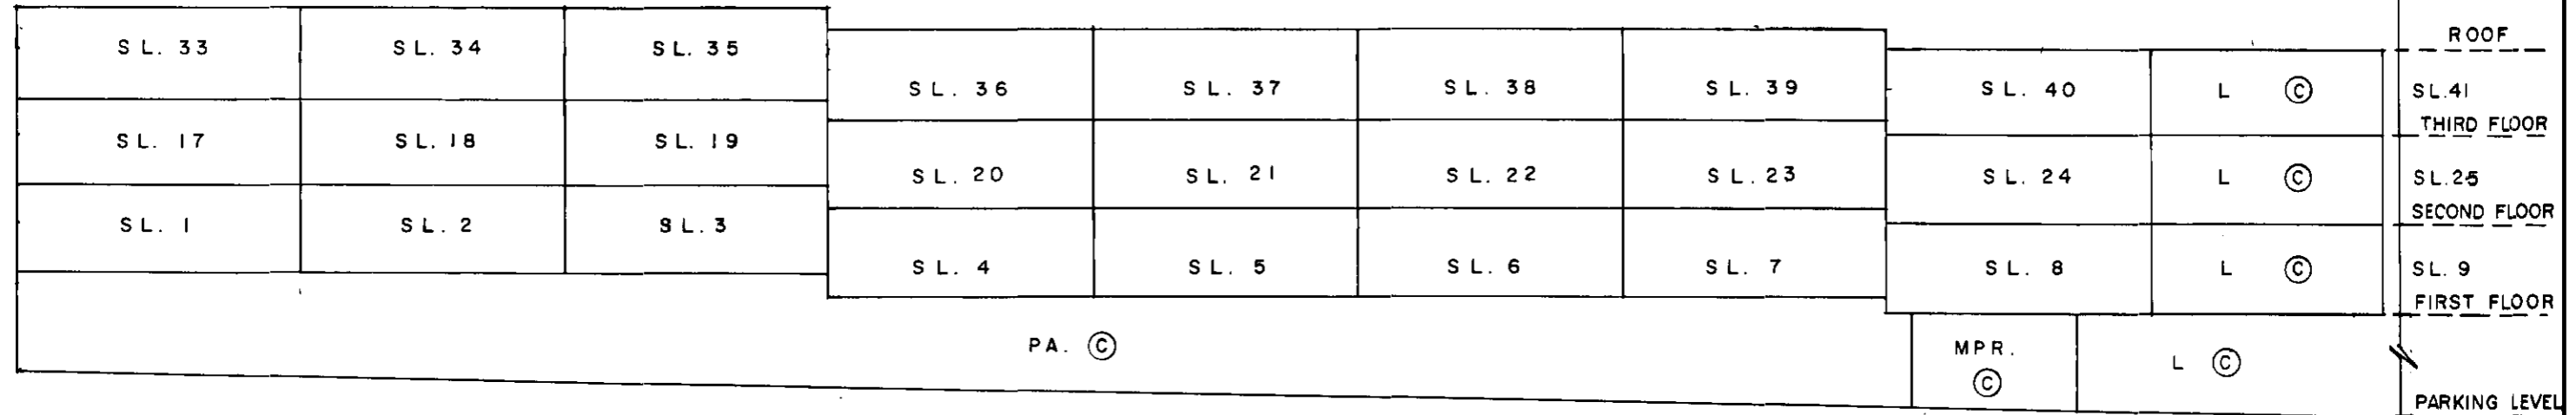 SL. 33 SL. 34 SL. 35 ROOF
SL. 36 SL. 37 SL. 38 SL. 39 SL. 40 L Ⓒ SL. 41
THIRD FLOOR
SL. 17 SL. 18 SL. 19
SL. 20 SL. 21 SL. 22 SL. 23 SL. 24 L Ⓒ SL. 25
SECOND FLOOR
SL. 1 SL. 2 SL. 3
SL. 4 SL. 5 SL. 6 SL. 7 SL. 8 L Ⓒ SL. 9
FIRST FLOOR
PA. Ⓒ MPR. Ⓒ L Ⓒ
PARKING LEVEL